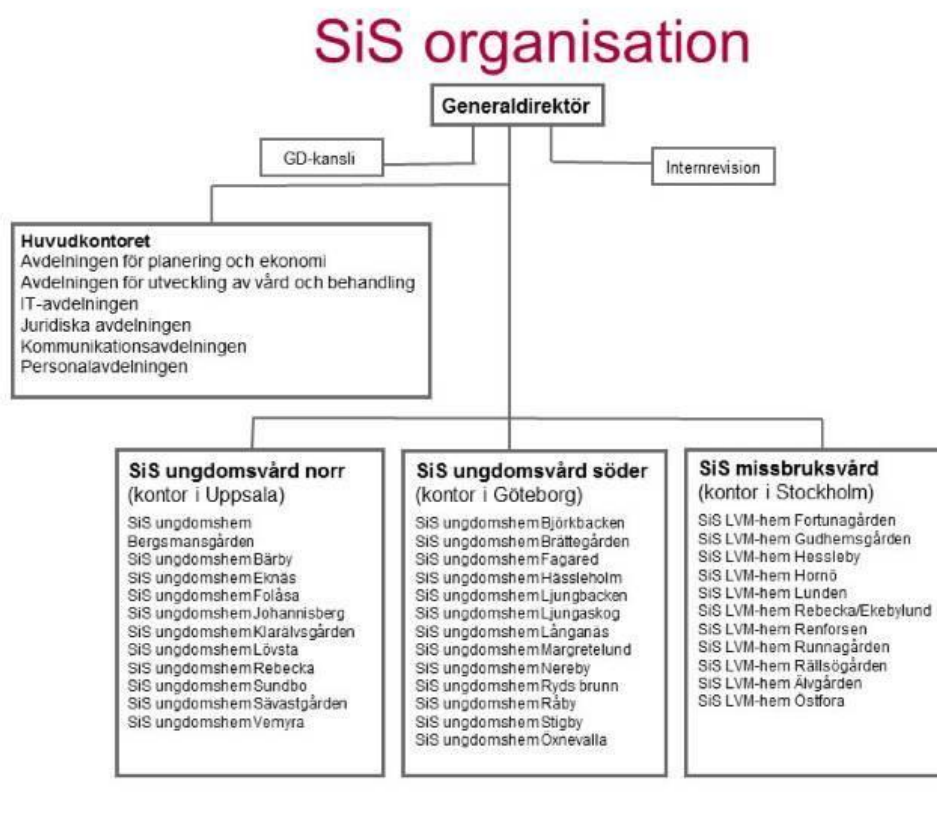 SiS organisation
Generaldirektör
GD-kansli
Internrevision
Huvudkontoret
Avdelningen för planering och ekonomi
Avdelningen för utveckling av vård och behandling
IT-avdelningen
Juridiska avdelningen
Kommunikationsavdelningen
Personalavdelningen
SiS ungdomsvård norr
(kontor i Uppsala)
SiS ungdomshem
Bergsmansgården
SiS ungdomshem Bärby
SiS ungdomshem Eknäs
SiS ungdomshem Folåsa
SiS ungdomshem Johannisberg
SiS ungdomshem Klarälvsgården
SiS ungdomshem Lövsta
SiS ungdomshem Rebecka
SiS ungdomshem Sundbo
SiS ungdomshem Sävastgården
SiS ungdomshem Vemyra
SiS ungdomsvård söder
(kontor i Göteborg)
SiS ungdomshem Björkbacken
SiS ungdomshem Brättegården
SiS ungdomshem Fagared
SiS ungdomshem Hässleholm
SiS ungdomshem Ljungbacken
SiS ungdomshem Ljungaskog
SiS ungdomshem Långanäs
SiS ungdomshem Margretelund
SiS ungdomshem Nereby
SiS ungdomshem Ryds brunn
SiS ungdomshem Råby
SiS ungdomshem Stigby
SiS ungdomshem Öxnevalla
SiS missbruksvård
(kontor i Stockholm)
SiS LVM-hem Fortunagården
SiS LVM-hem Gudhemsgården
SiS LVM-hem Hessleby
SiS LVM-hem Hornö
SiS LVM-hem Lunden
SiS LVM-hem Rebecka/Ekebylund
SiS LVM-hem Renforsen
SiS LVM-hem Runnagården
SiS LVM-hem Rällsögården
SiS LVM-hem Älvgården
SiS LVM-hem Östfora